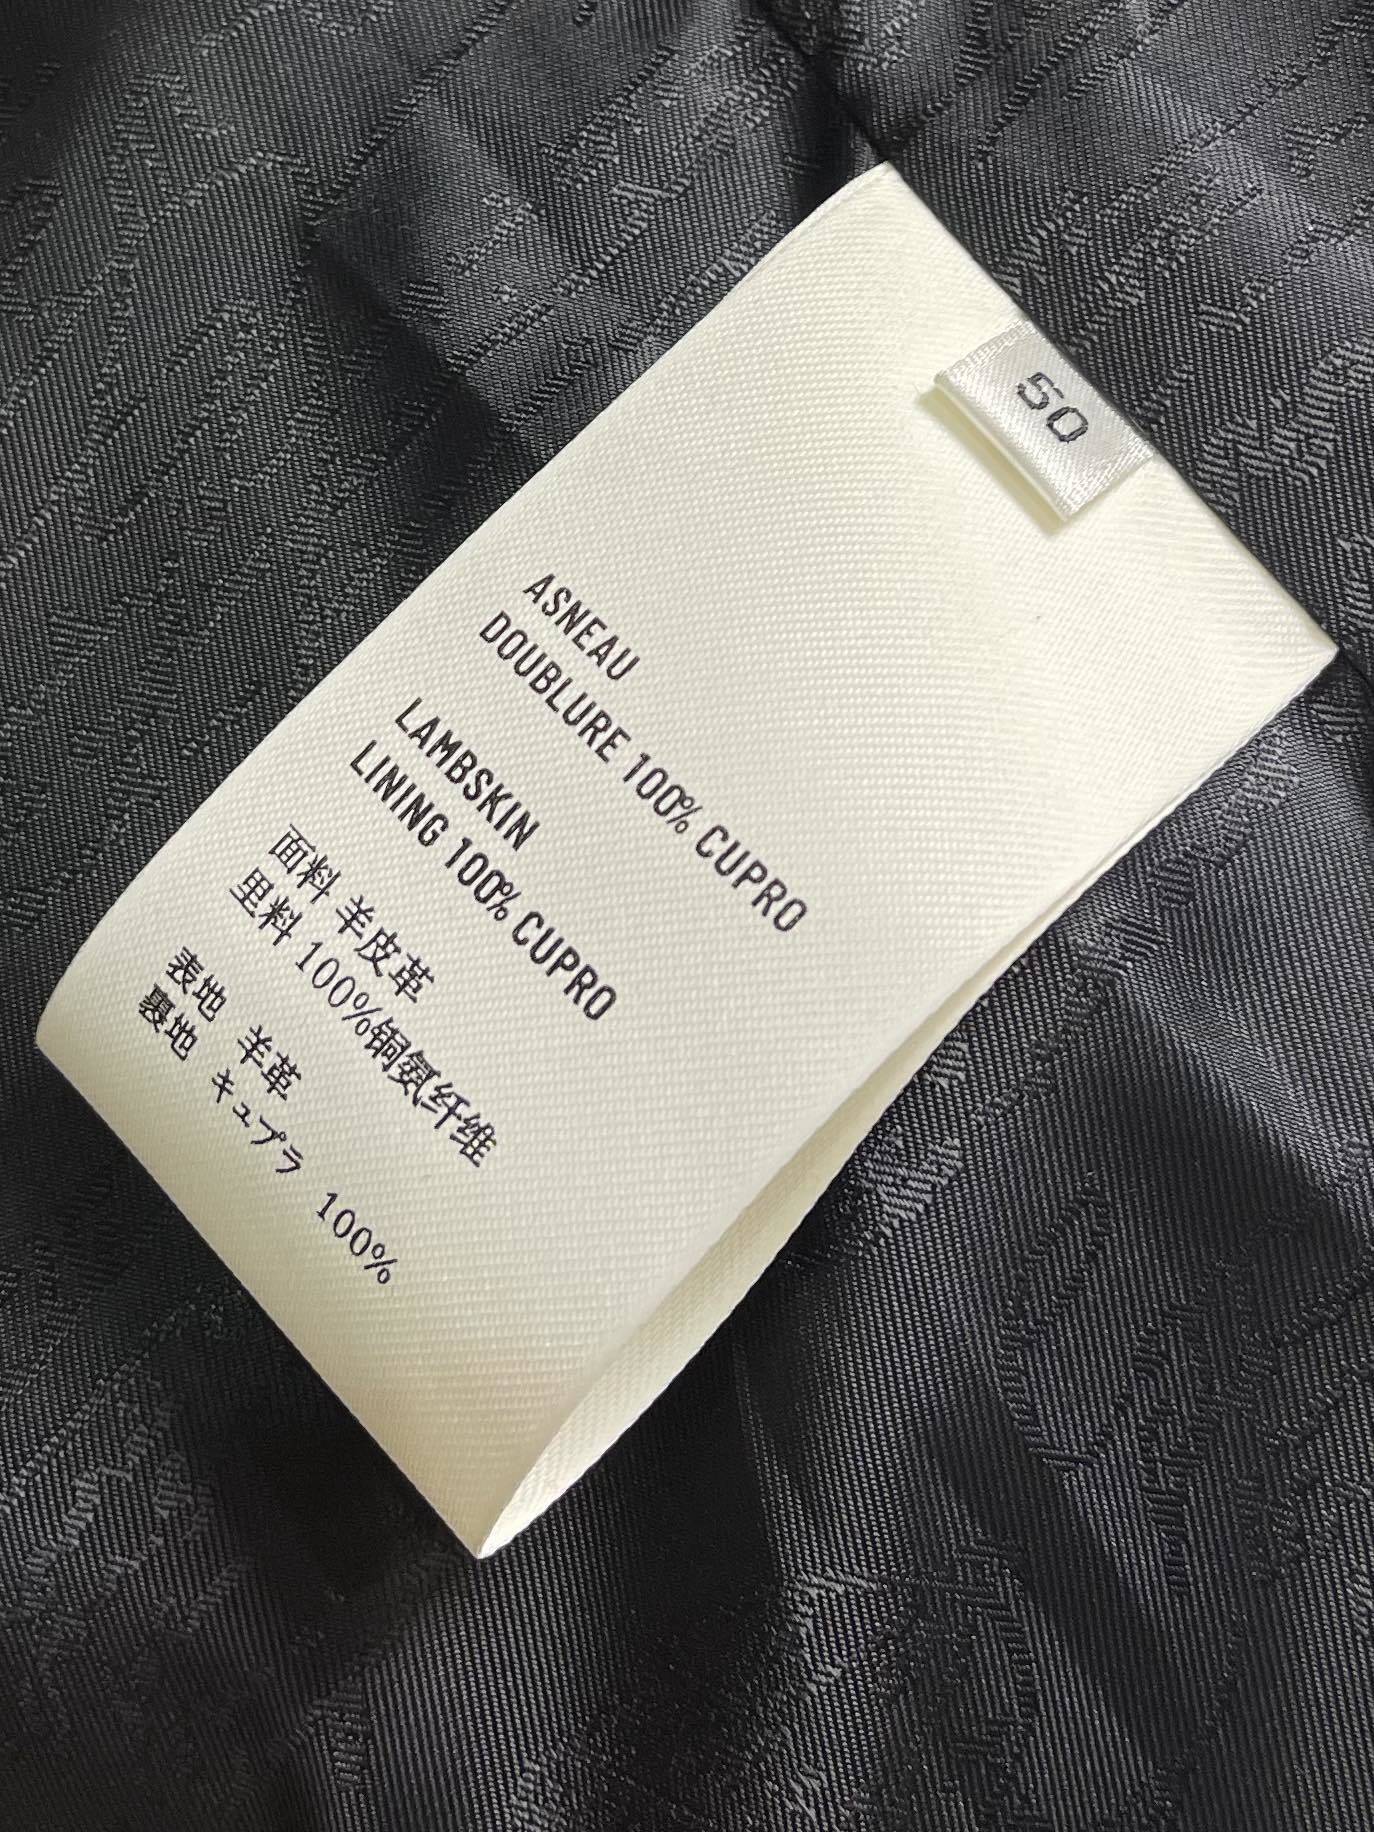 50
ASNEAU
DOUBLURE 100% CUPRO
LAMBSKIN
LINING 100% CUPRO
面料 羊皮革
里料 100%铜氨纤维
表地 羊革
裏地 キュプラ 100%